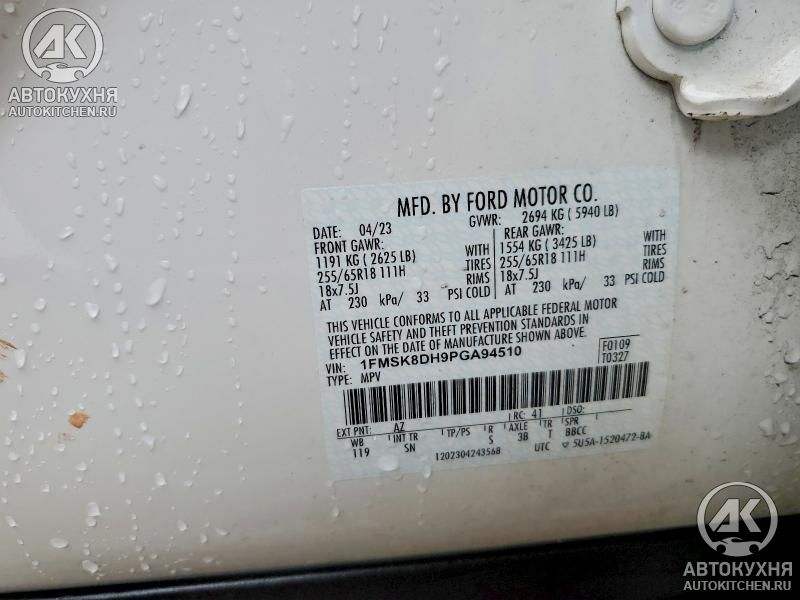 АК
АВТОКУХНЯ
AUTOKITCHEN.RU
MFD. BY FORD MOTOR CO.
DATE: 04/23 GVWR: 2694 KG ( 5940 LB)
FRONT GAWR: REAR GAWR:
1191 KG ( 2625 LB) WITH 1554 KG ( 3425 LB) WITH
255/65R18 111H TIRES 255/65R18 111H TIRES
18x7.5J RIMS 18x7.5J RIMS
AT 230 kPa/ 33 PSI COLD AT 230 kPa/ 33 PSI COLD
THIS VEHICLE CONFORMS TO ALL APPLICABLE FEDERAL MOTOR
VEHICLE SAFETY AND THEFT PREVENTION STANDARDS IN
EFFECT ON THE DATE OF MANUFACTURE SHOWN ABOVE.
VIN: 1FMSK8DH9PGA94510 F0109
TYPE: MPV T0327
EXT PNT: AZ RC: 41 DSO:
WB INT TR TP/PS R AXLE TR SPR
119 SN S 3B T BBCC
1202304243568 UTC ▽ 5U5A-1520472-BA
АК
АВТОКУХНЯ
AUTOKITCHEN.RU